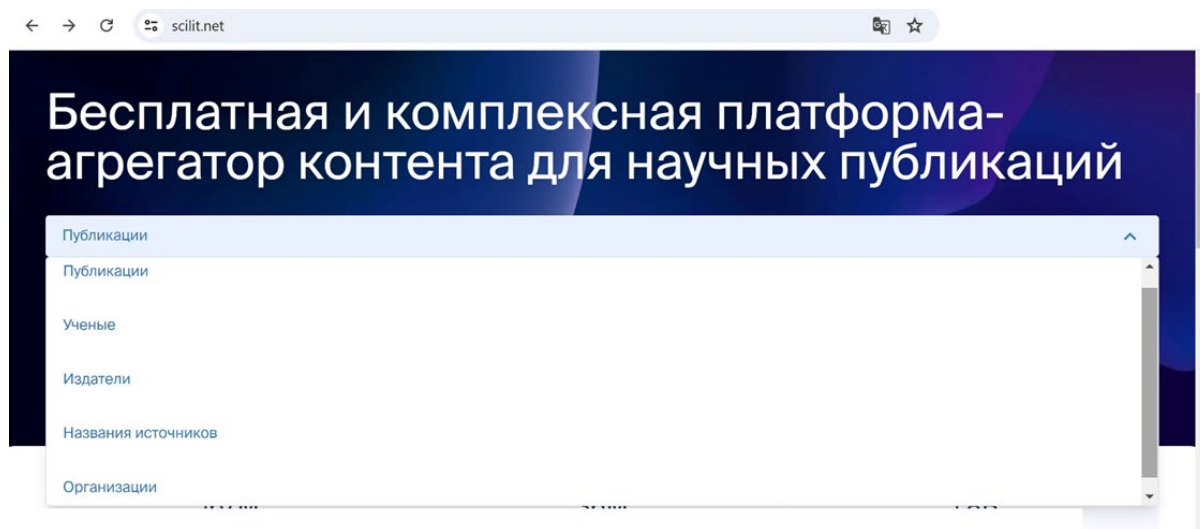 scilit.net
Бесплатная и комплексная платформа-
агрегатор контента для научных публикаций
Публикации
Публикации
Ученые
Издатели
Названия источников
Организации